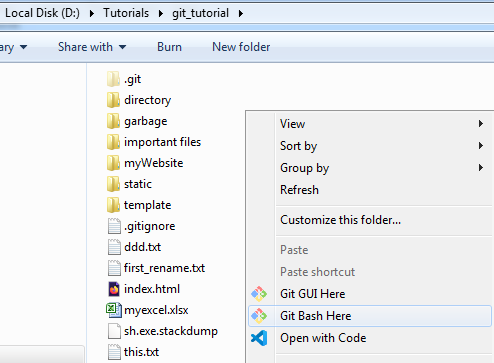 Local Disk (D:) Tutorials git_tutorial
ary Share with Burn New folder
.git
directory
garbage
important files
myWebsite
static
template
.gitignore
ddd.txt
first_rename.txt
index.html
myexcel.xlsx
sh.exe.stackdump
this.txt
View
Sort by
Group by
Refresh
Customize this folder...
Paste
Paste shortcut
Git GUI Here
Git Bash Here
Open with Code